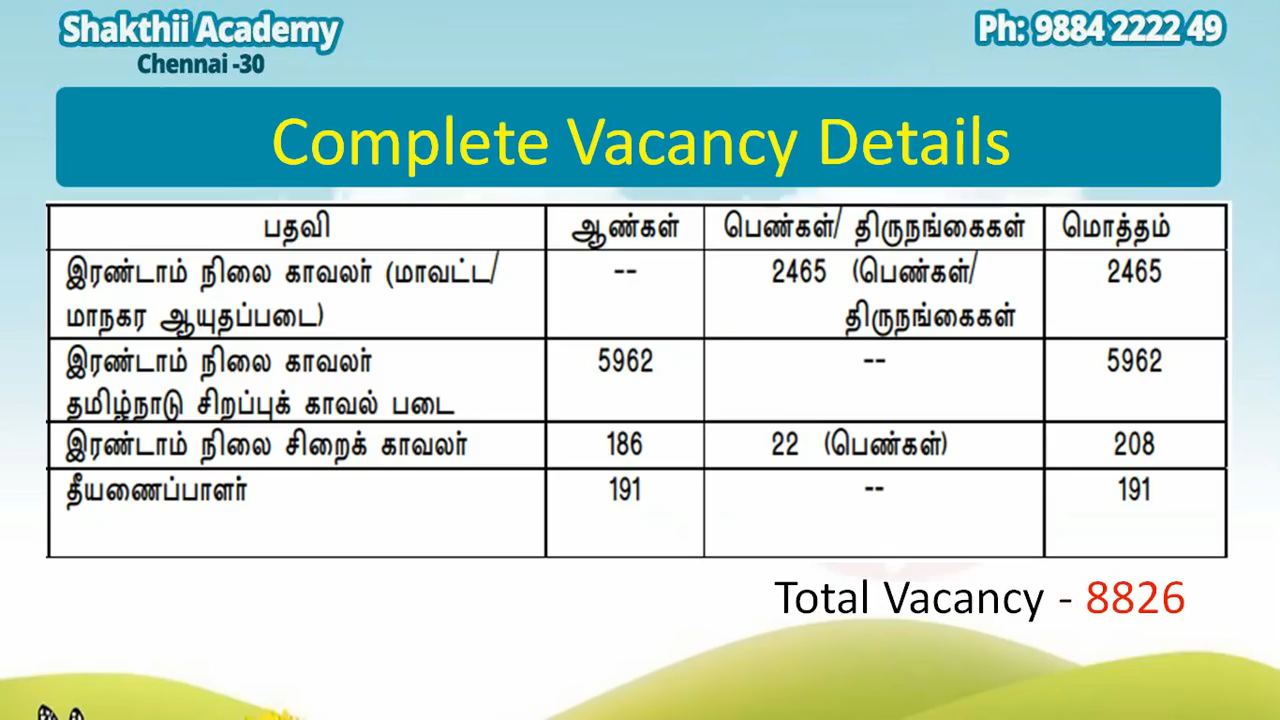 Shakthii Academy
Chennai -30
Ph: 9884 2222 49
Complete Vacancy Details
பதவி ஆண்கள் பெண்கள்/ திருநங்கைகள் மொத்தம்
இரண்டாம் நிலை காவலர் (மாவட்ட/ -- 2465 (பெண்கள்/ 2465
மாநகர ஆயுதப்படை) திருநங்கைகள்
இரண்டாம் நிலை காவலர் 5962 -- 5962
தமிழ்நாடு சிறப்புக் காவல் படை
இரண்டாம் நிலை சிறைக் காவலர் 186 22 (பெண்கள்) 208
தீயணைப்பாளர் 191 -- 191
Total Vacancy - 8826